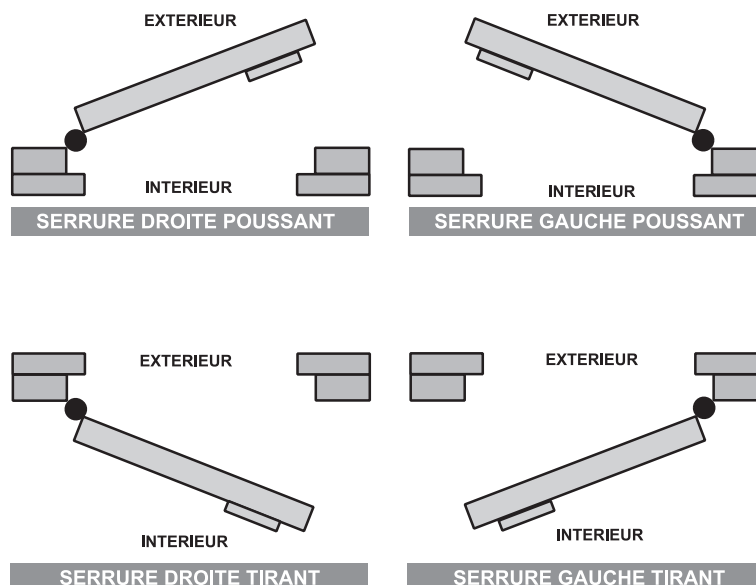 EXTERIEUR
EXTERIEUR
INTERIEUR
INTERIEUR
SERRURE DROITE POUSSANT
SERRURE GAUCHE POUSSANT
EXTERIEUR
EXTERIEUR
INTERIEUR
INTERIEUR
SERRURE DROITE TIRANT
SERRURE GAUCHE TIRANT